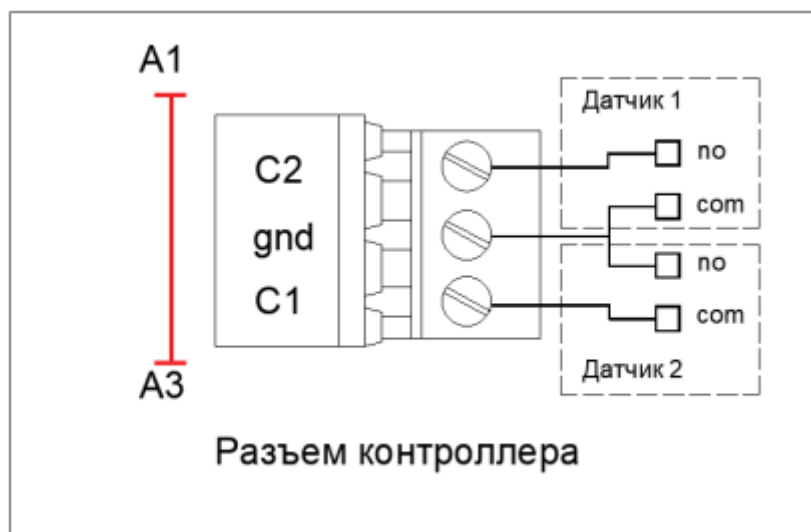 A1
Датчик 1
C2
no
com
gnd
no
C1
com
A3
Датчик 2
Разъем контроллера